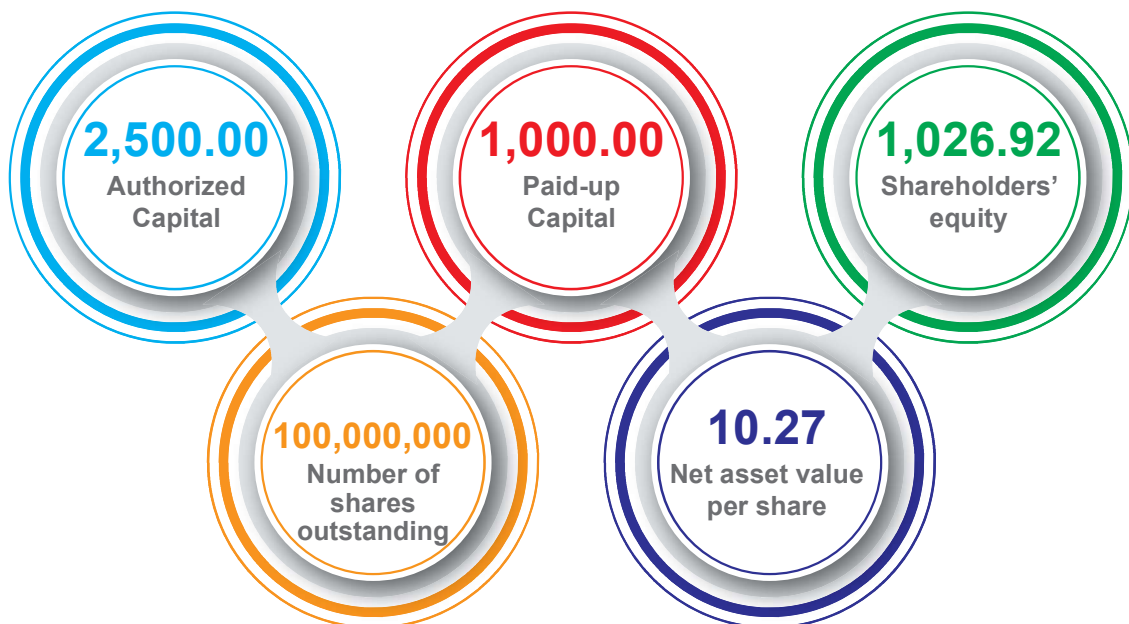 2,500.00
Authorized
Capital
1,000.00
Paid-up
Capital
1,026.92
Shareholders’
equity
100,000,000
Number of
shares
outstanding
10.27
Net asset value
per share